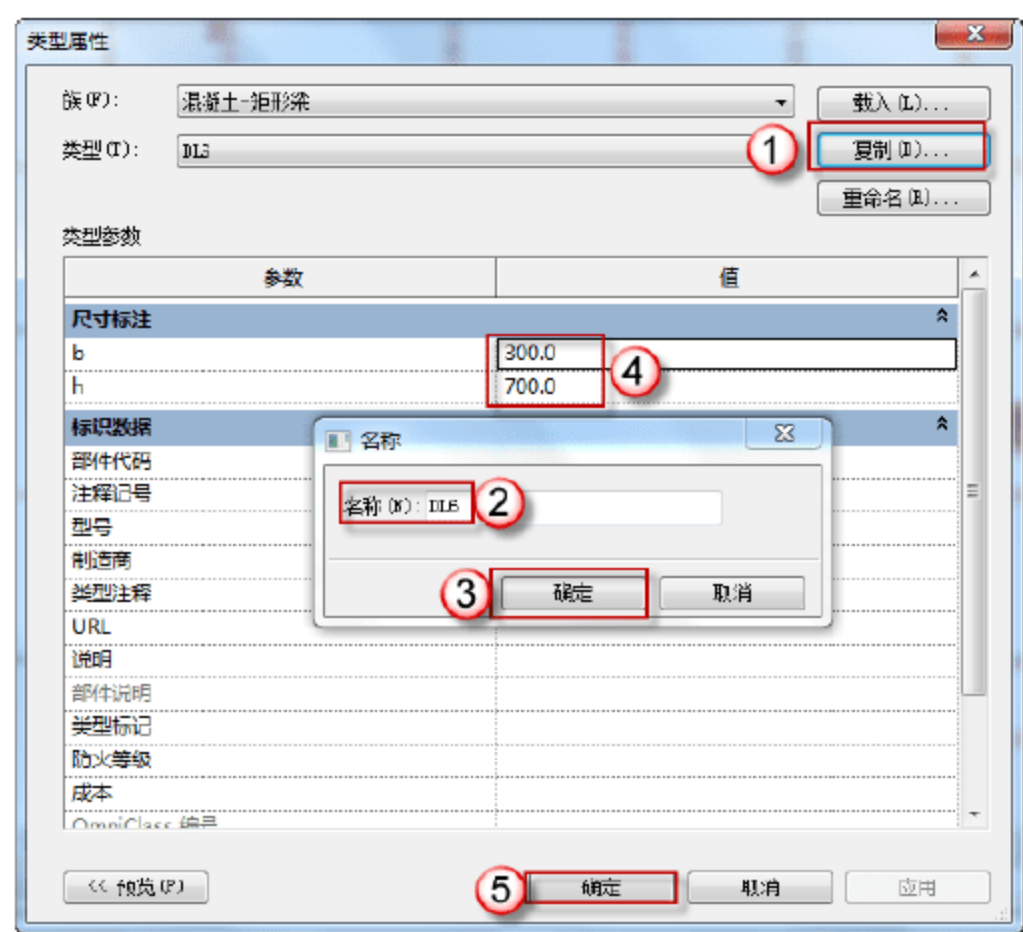 类型属性
族(F): 混凝土-矩形梁 载入(L)...
类型(T): DL3 ① 复制(D)...
重命名(R)...
类型参数
参数 值
尺寸标注
b 300.0 ④
h 700.0
标识数据
名称
部件代码
注释记号
名称(N): DL6 ②
型号
制造商
类型注释
③ 确定 取消
URL
说明
部件说明
类型标记
防火等级
成本
OmniClass 编号
<< 预览(P) ⑤ 确定 取消 应用